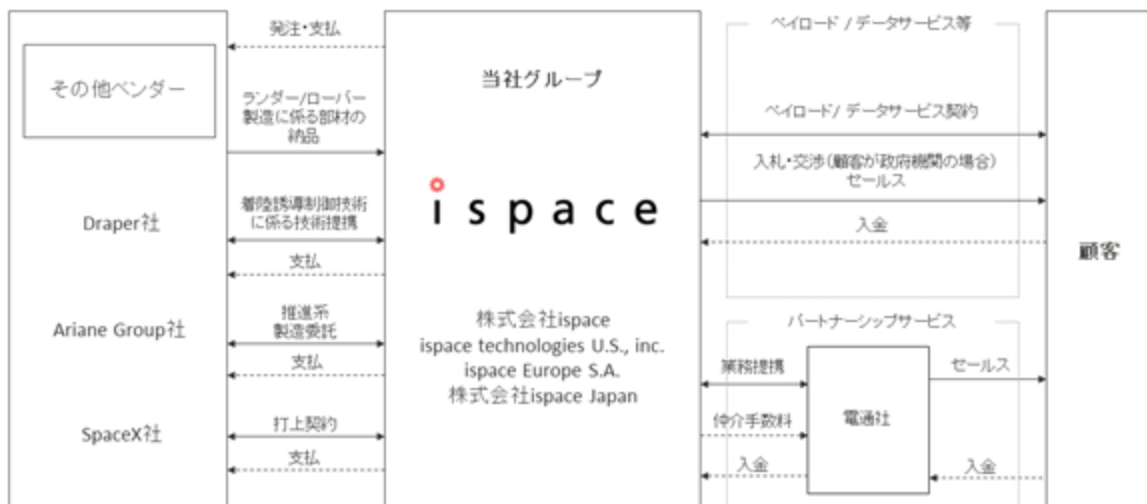 発注・支払
その他ベンダー
ランダー/ローバー
製造に係る部材の
納品
Draper社
着陸誘導制御技術
に係る技術提携
支払
Ariane Group社
推進系
製造委託
支払
SpaceX社
打上契約
支払
当社グループ
ispace
株式会社ispace
ispace technologies U.S., inc.
ispace Europe S.A.
株式会社ispace Japan
ペイロード / データサービス等
ペイロード/ データサービス契約
入札・交渉(顧客が政府機関の場合)
セールス
入金
パートナーシップサービス
業務提携
仲介手数料
入金
電通社
セールス
入金
顧客